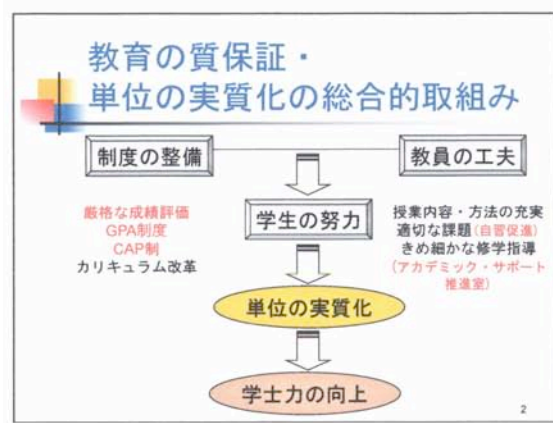 教育の質保証・
単位の実質化の総合的取組み
制度の整備
教員の工夫
厳格な成績評価
GPA制度
CAP制
カリキュラム改革
学生の努力
授業内容・方法の充実
適切な課題(自習促進)
きめ細かな修学指導
(アカデミック・サポート
推進室)
単位の実質化
学士力の向上
2